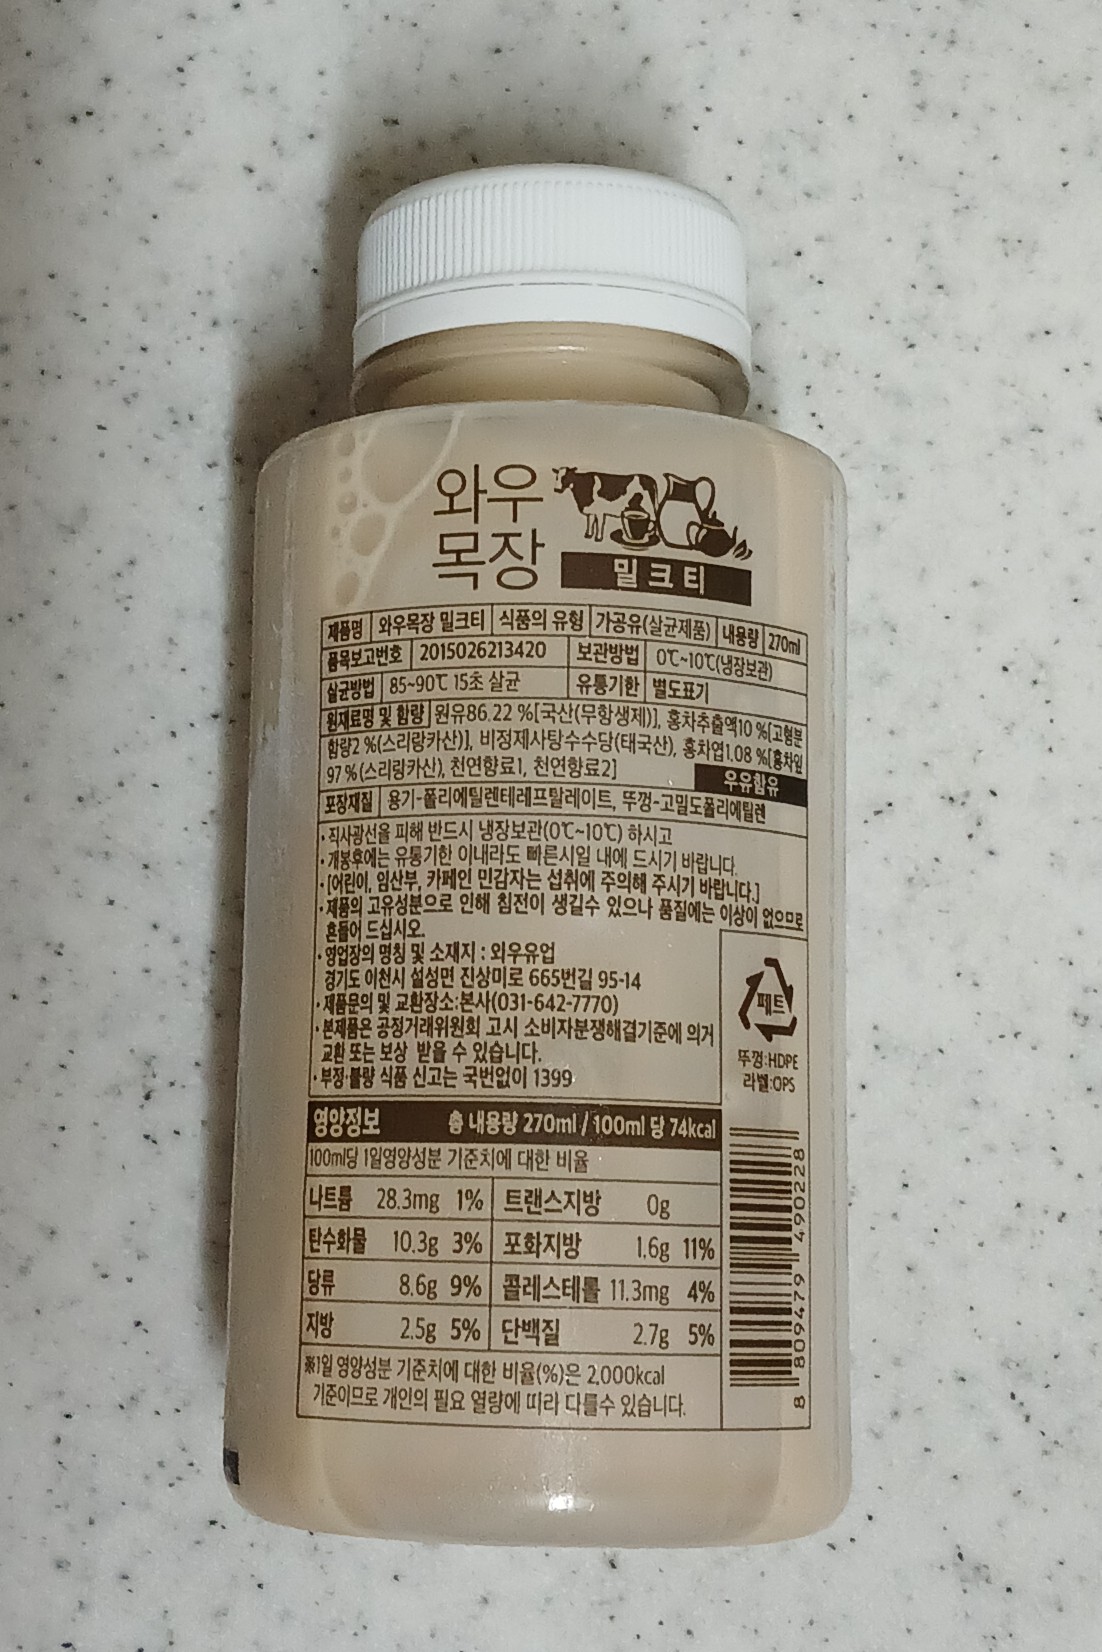 와우
목장
밀크티
제품명 와우목장 밀크티 식품의 유형 가공유(살균제품) 내용량 270ml
품목보고번호 2015026213420 보관방법 0℃~10℃(냉장보관)
살균방법 85~90℃ 15초 살균 유통기한 별도표기
원재료명 및 함량 원유86.22 %[국산(무항생제)], 홍차추출액10 %[고형분
함량2 %(스리랑카산)], 비정제사탕수수당(태국산), 홍차엽1.08 %[홍차잎
97 %(스리랑카산), 천연향료1, 천연향료2]
우유함유
포장재질 용기-폴리에틸렌테레프탈레이트, 뚜껑-고밀도폴리에틸렌
· 직사광선을 피해 반드시 냉장보관(0℃~10℃) 하시고
· 개봉후에는 유통기한 이내라도 빠른시일 내에 드시기 바랍니다.
· [어린이, 임산부, 카페인 민감자는 섭취에 주의해 주시기 바랍니다.]
· 제품의 고유성분으로 인해 침전이 생길수 있으나 품질에는 이상이 없으므로
흔들어 드십시오.
· 영업장의 명칭 및 소재지 : 와우유업
경기도 이천시 설성면 진상미로 665번길 95-14
· 제품문의 및 교환장소:본사(031-642-7770)
· 본제품은 공정거래위원회 고시 소비자분쟁해결기준에 의거
교환 또는 보상 받을 수 있습니다.
· 부정·불량 식품 신고는 국번없이 1399
페트
뚜껑:HDPE
라벨:OPS
영양정보 총 내용량 270ml / 100ml 당 74kcal
100ml당 1일영양성분 기준치에 대한 비율
나트륨 28.3mg 1% 트랜스지방 0g
탄수화물 10.3g 3% 포화지방 1.6g 11%
당류 8.6g 9% 콜레스테롤 11.3mg 4%
지방 2.5g 5% 단백질 2.7g 5%
※1일 영양성분 기준치에 대한 비율(%)은 2,000kcal
기준이므로 개인의 필요 열량에 따라 다를수 있습니다.
8 809479 490228